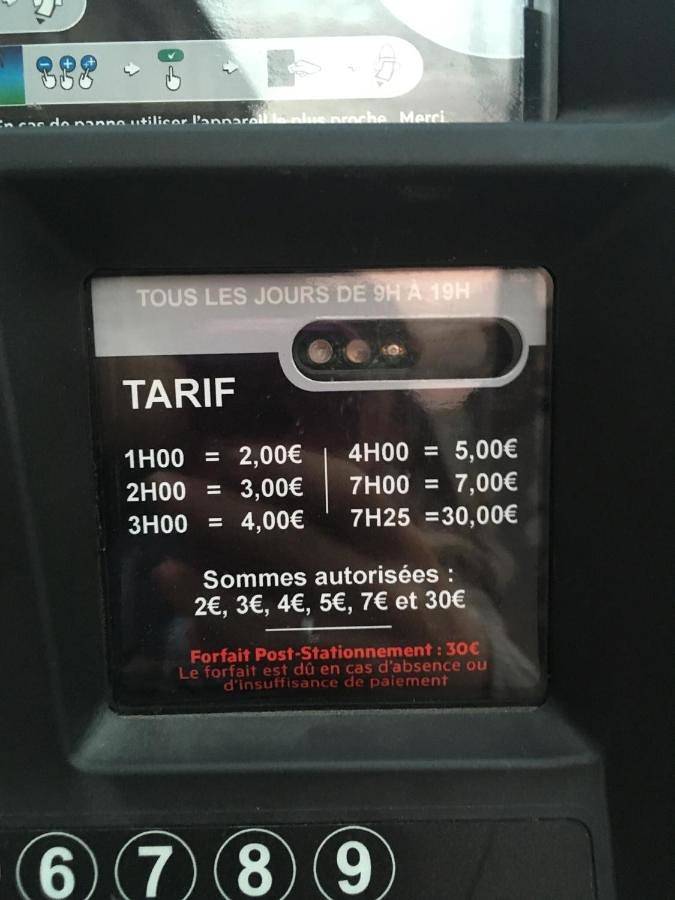 En cas de panne utiliser l'appareil le plus proche. Merci
TOUS LES JOURS DE 9H À 19H
TARIF
1H00 = 2,00€
2H00 = 3,00€
3H00 = 4,00€
4H00 = 5,00€
7H00 = 7,00€
7H25 =30,00€
Sommes autorisées :
2€, 3€, 4€, 5€, 7€ et 30€
Forfait Post-Stationnement : 30€
Le forfait est dû en cas d'absence ou
d'insuffisance de paiement
6 7 8 9